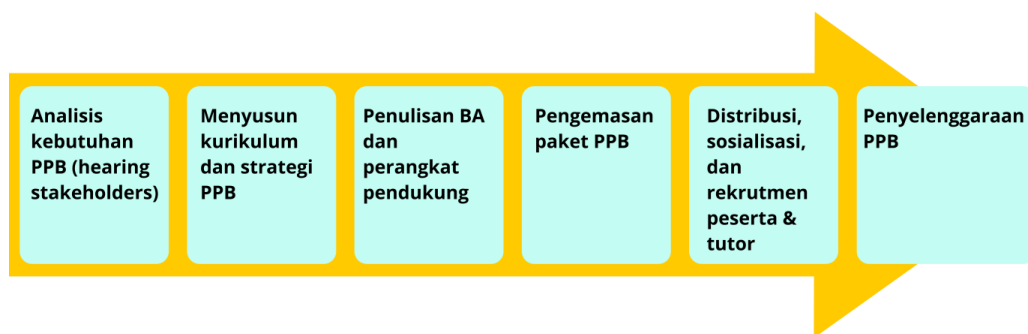 Analisis
kebutuhan
PPB (hearing
stakeholders)
Menyusun
kurikulum
dan strategi
PPB
Penulisan BA
dan
perangkat
pendukung
Pengemasan
paket PPB
Distribusi,
sosialisasi,
dan
rekrutmen
peserta &
tutor
Penyelenggaraan
PPB